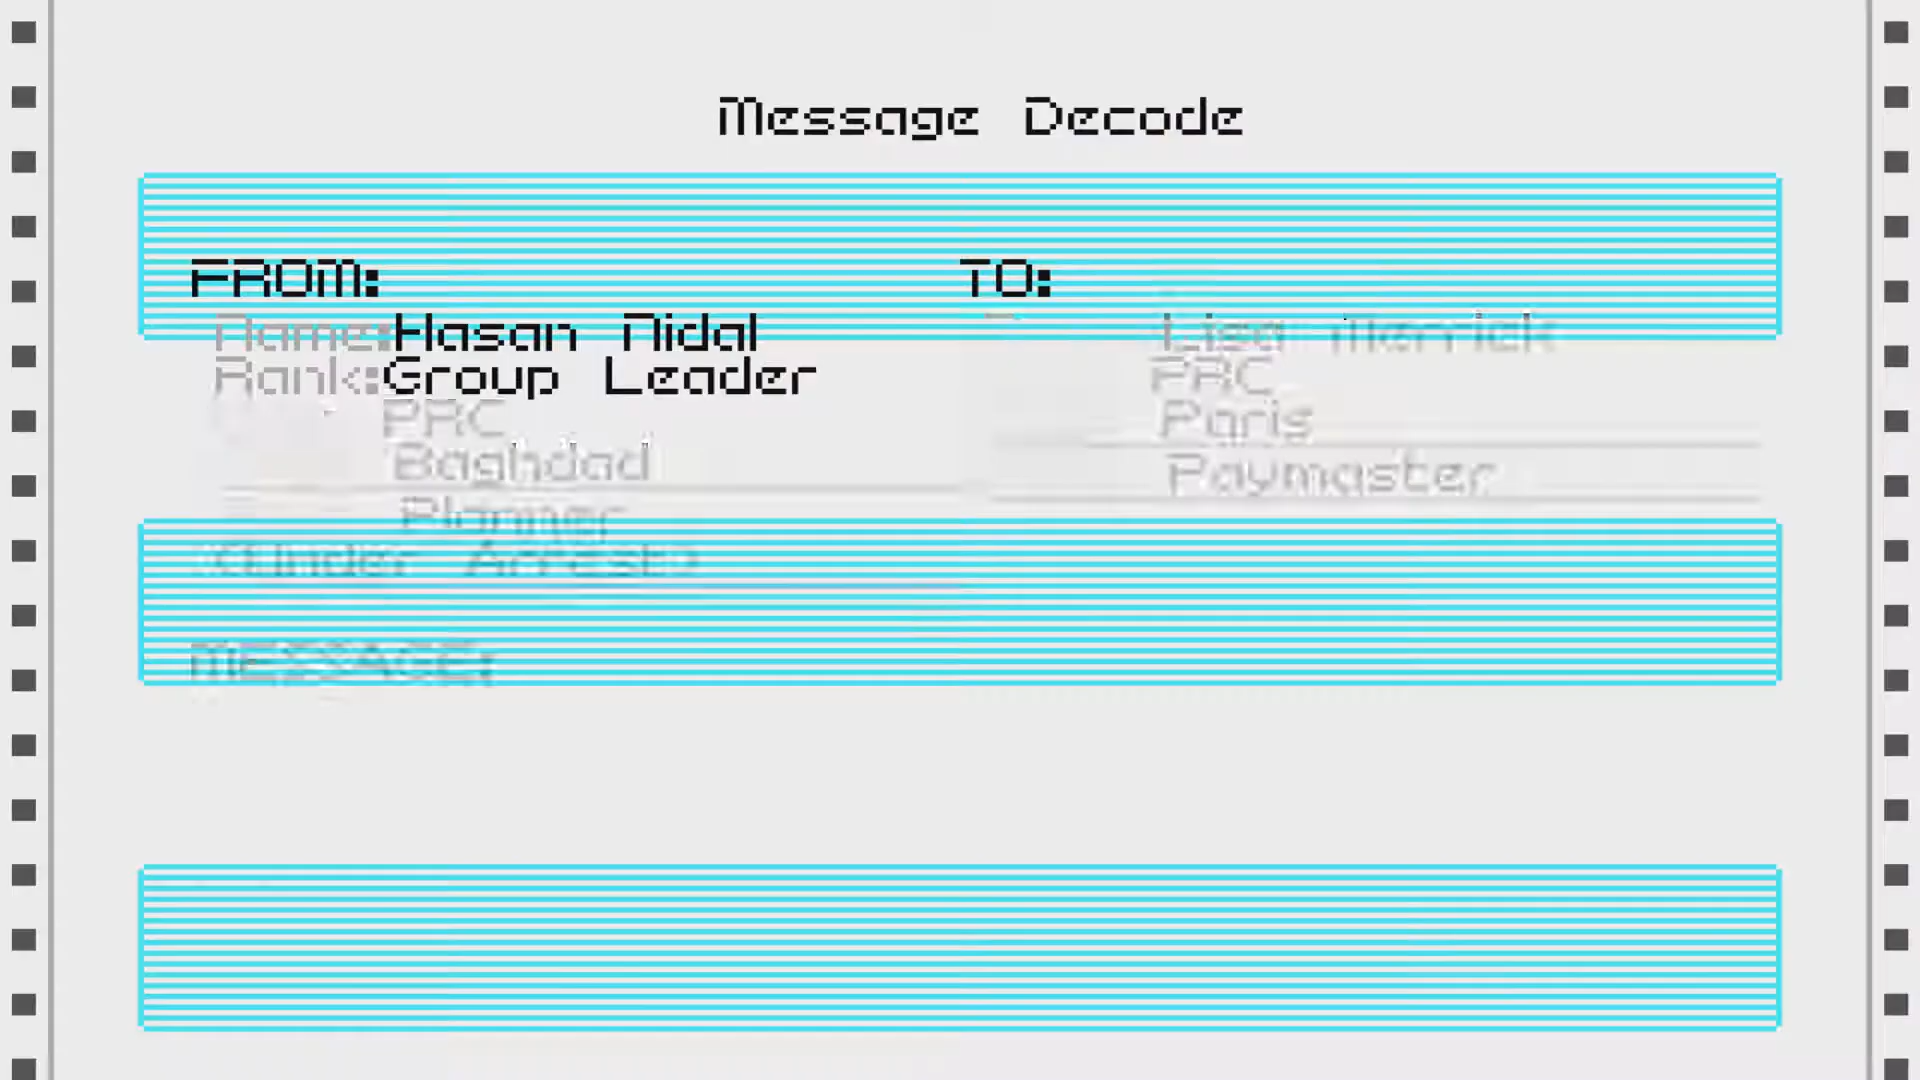 Message Decode
FROM: TO:
Name:Hasan Nidal Lisa Merrick
Rank:Group Leader PRC
PRC Paris
Baghdad Paymaster
Planner
(Under Arrest)
MESSAGE: